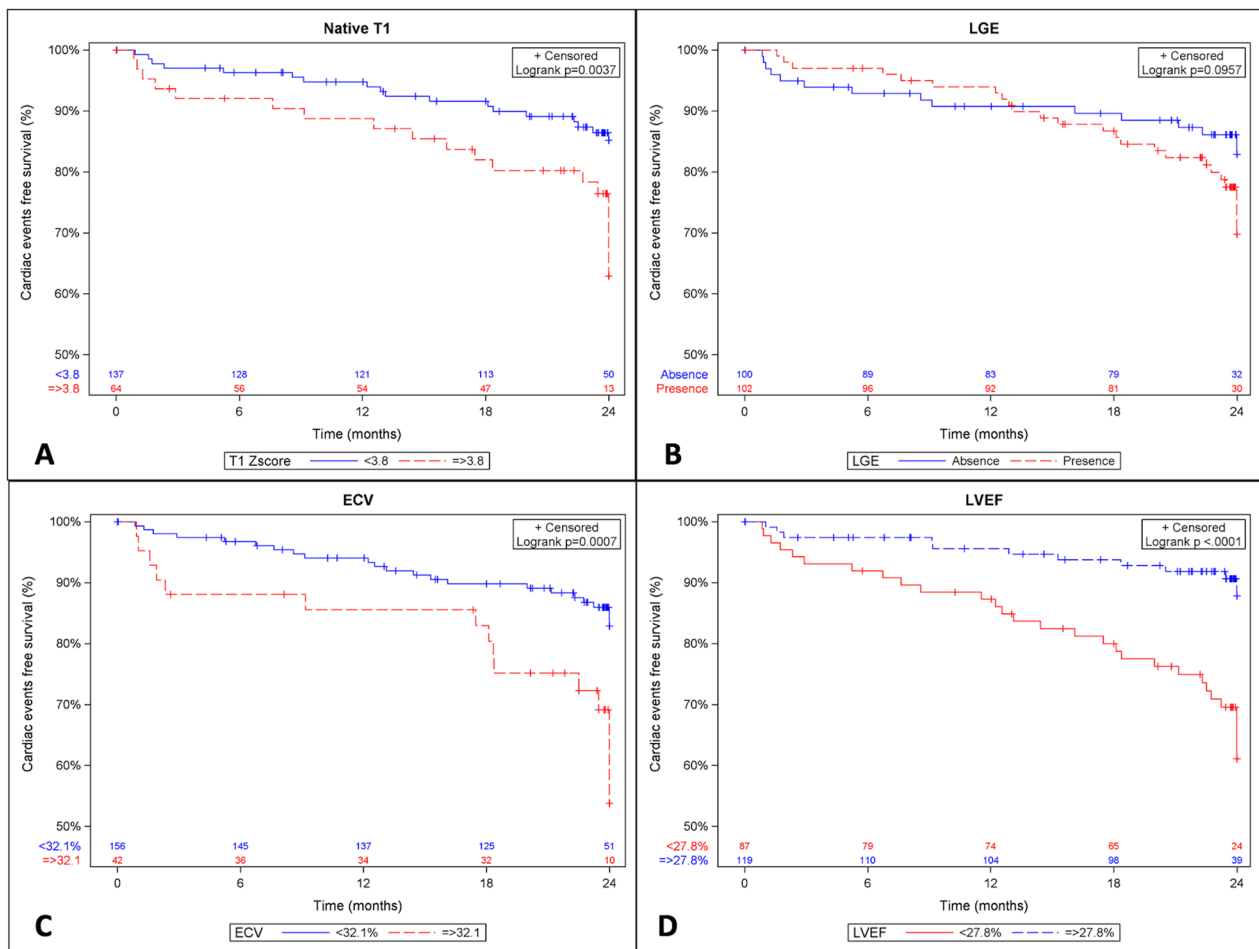 Native T1
+ Censored
Logrank p=0.0037
Cardiac events free survival (%)
100%
90%
80%
70%
60%
50%
<3.8 137 128 121 113 50
=>3.8 64 56 54 47 13
0 6 12 18 24
Time (months)
A
T1 Zscore <3.8 =>3.8
LGE
+ Censored
Logrank p=0.0957
Cardiac events free survival (%)
100%
90%
80%
70%
60%
50%
Absence 100 89 83 79 32
Presence 102 96 92 81 30
0 6 12 18 24
Time (months)
B
LGE Absence Presence
ECV
+ Censored
Logrank p=0.0007
Cardiac events free survival (%)
100%
90%
80%
70%
60%
50%
<32.1% 156 145 137 125 51
=>32.1 42 36 34 32 10
0 6 12 18 24
Time (months)
C
ECV <32.1% =>32.1
LVEF
+ Censored
Logrank p <.0001
Cardiac events free survival (%)
100%
90%
80%
70%
60%
50%
<27.8% 87 79 74 65 24
=>27.8% 119 110 104 98 39
0 6 12 18 24
Time (months)
D
LVEF <27.8% =>27.8%